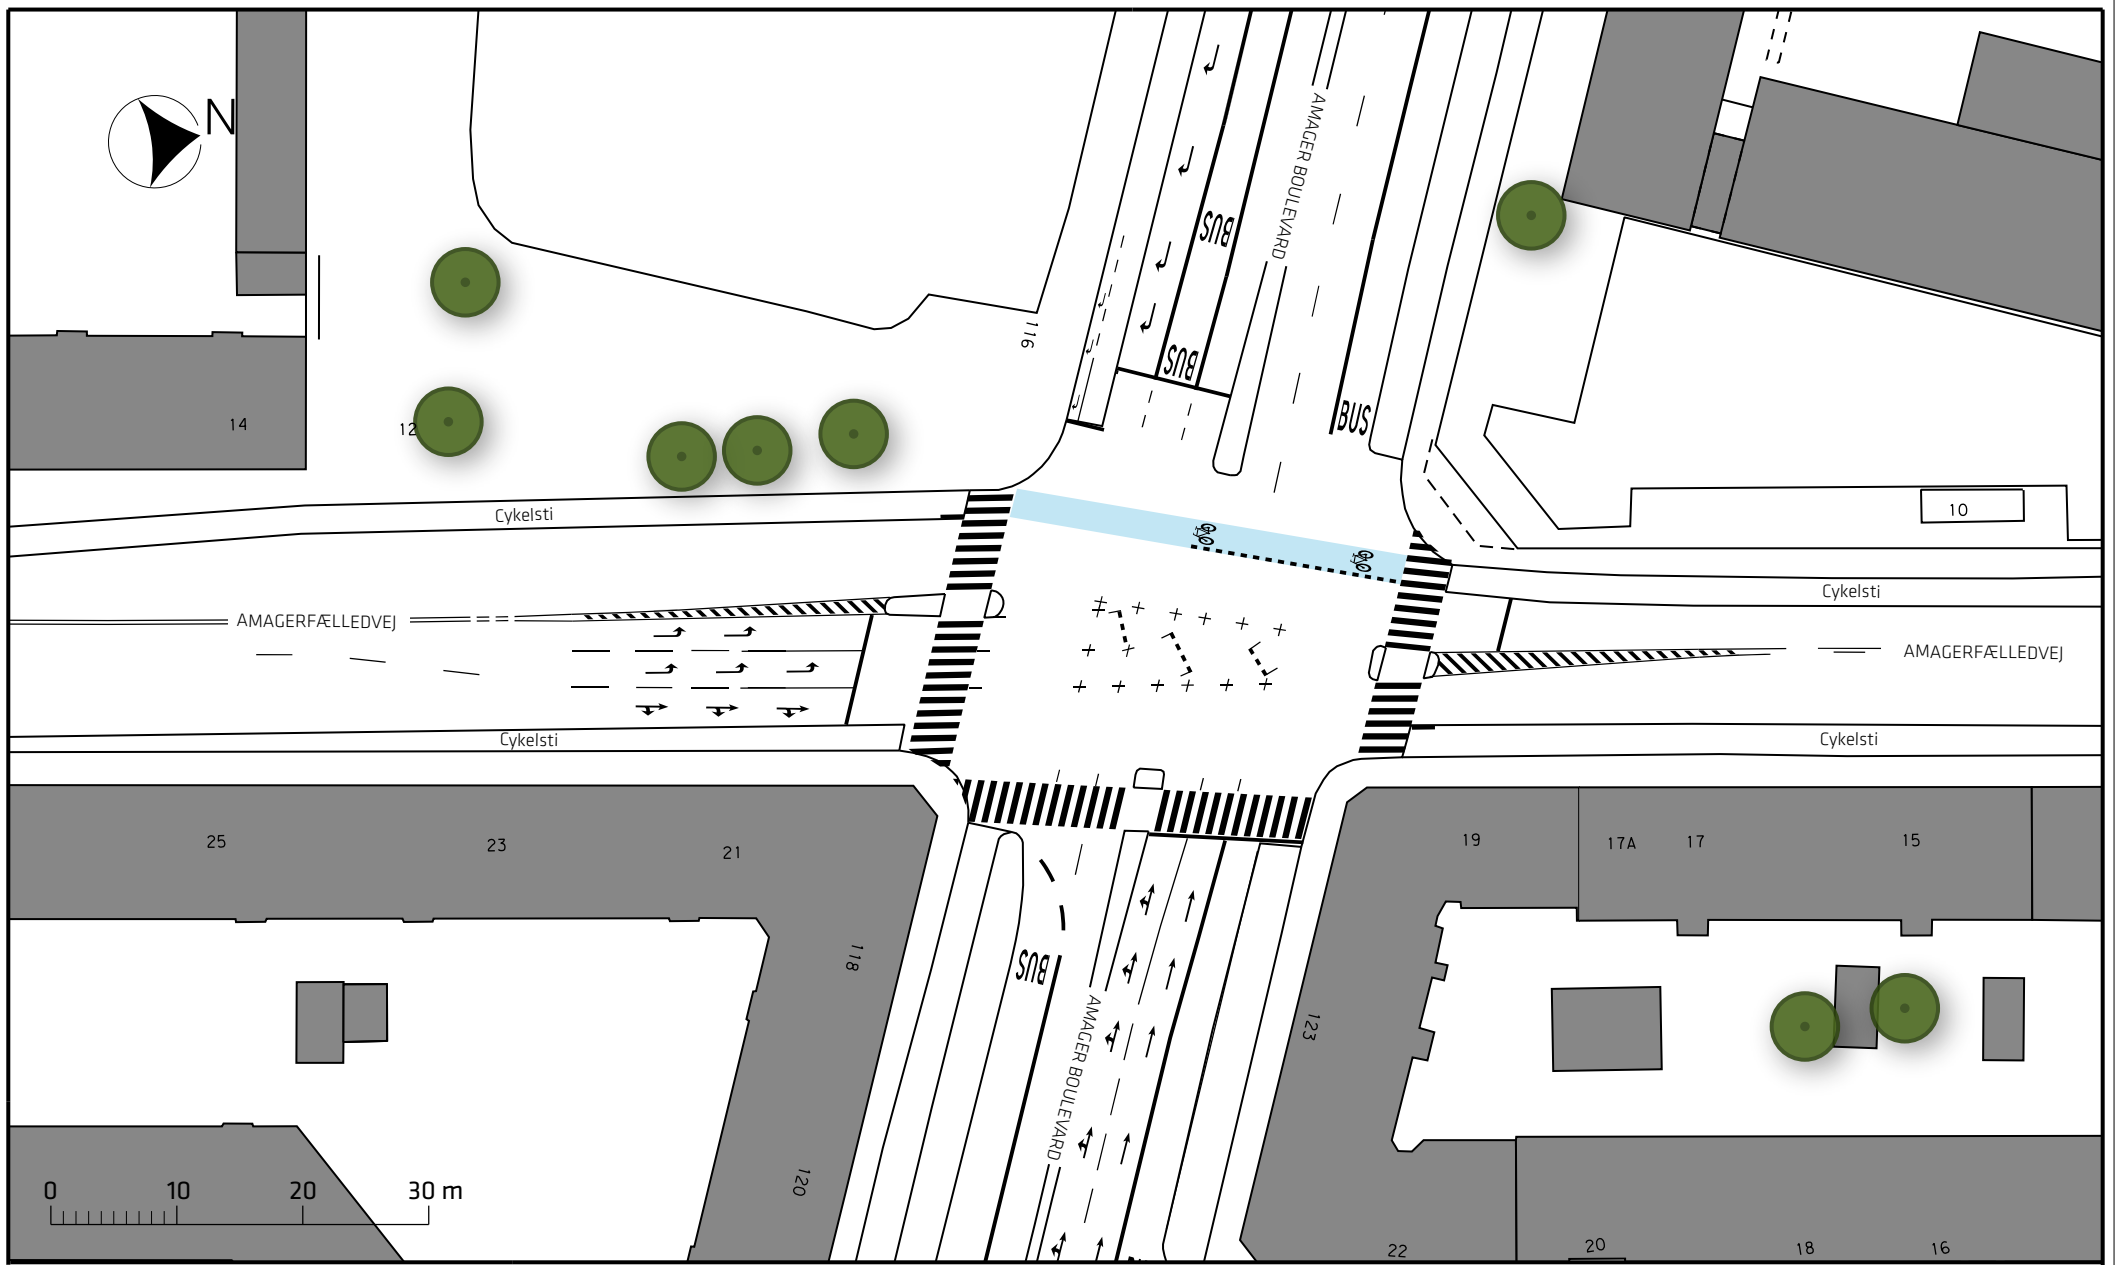 N
AMAGER BOULEVARD
BUS
BUS
BUS
116
14
12
10
Cykelsti
Cykelsti
AMAGERFÆLLEDVEJ
AMAGERFÆLLEDVEJ
Cykelsti
Cykelsti
25
23
21
19
17A
17
15
118
BUS
AMAGER BOULEVARD
123
120
0 10 20 30 m
22
20
18
16